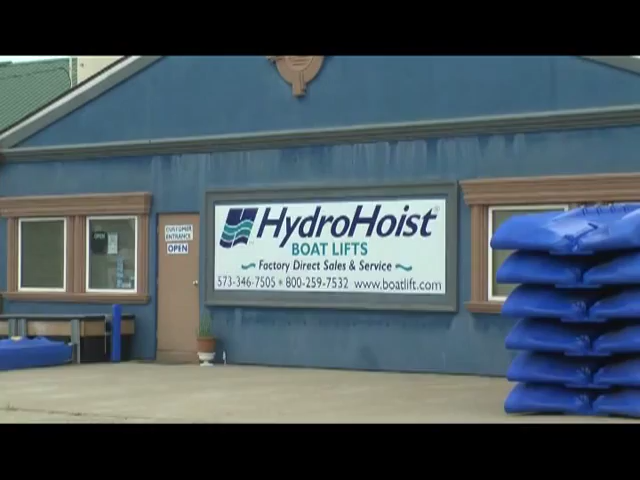 CUSTOMER
ENTRANCE
OPEN
OPEN
HydroHoist®
BOAT LIFTS
Factory Direct Sales & Service
573-346-7505 * 800-259-7532 www.boatlift.com